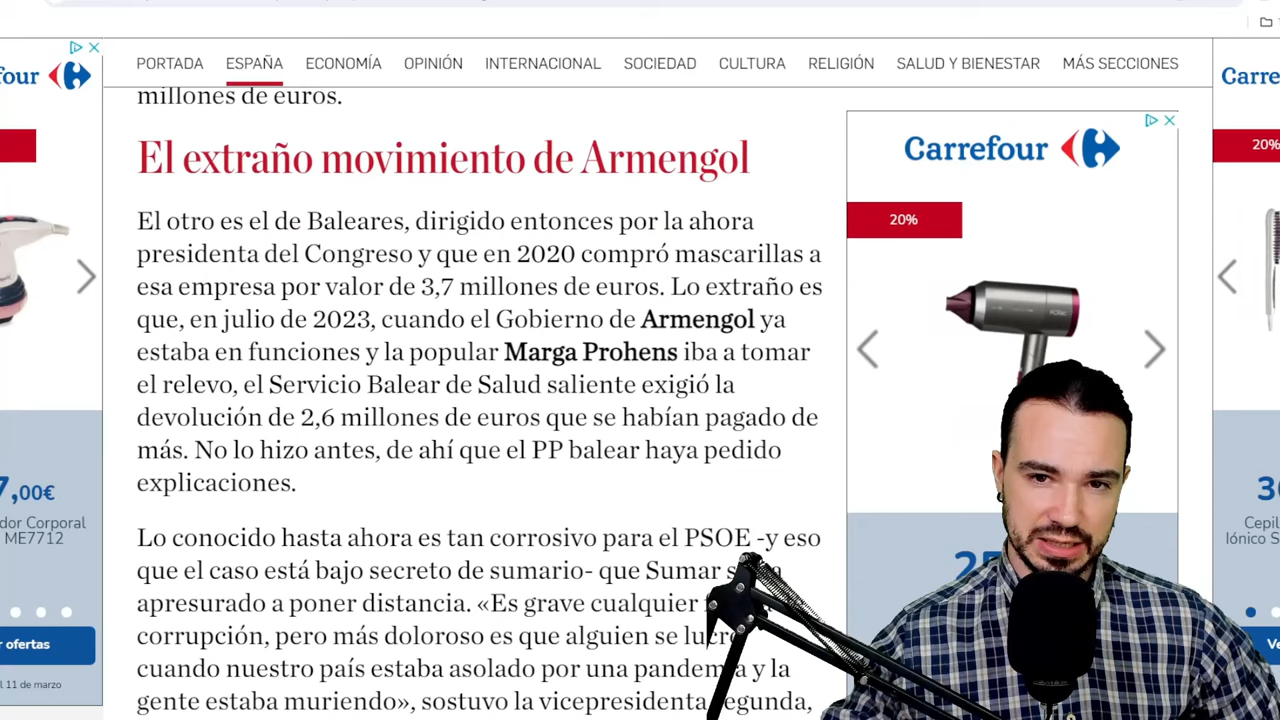 PORTADA ESPAÑA ECONOMÍA OPINIÓN INTERNACIONAL SOCIEDAD CULTURA RELIGIÓN SALUD Y BIENESTAR MÁS SECCIONES
millones de euros.
El extraño movimiento de Armengol
El otro es el de Baleares, dirigido entonces por la ahora
presidenta del Congreso y que en 2020 compró mascarillas a
esa empresa por valor de 3,7 millones de euros. Lo extraño es
que, en julio de 2023, cuando el Gobierno de Armengol ya
estaba en funciones y la popular Marga Prohens iba a tomar
el relevo, el Servicio Balear de Salud saliente exigió la
devolución de 2,6 millones de euros que se habían pagado de
más. No lo hizo antes, de ahí que el PP balear haya pedido
explicaciones.
Lo conocido hasta ahora es tan corrosivo para el PSOE -y eso
que el caso está bajo secreto de sumario- que Sumar
apresurado a poner distancia. «Es grave cualquier
corrupción, pero más doloroso es que alguien se
cuando nuestro país estaba asolado por una pandemia y la
gente estaba muriendo», sostuvo la vicepresidenta segunda,
four
7,00€
dor Corporal
ME7712
r ofertas
l 11 de marzo
Carrefour
20%
25
Carre
20%
30
Cepil
Iónico S
Ve